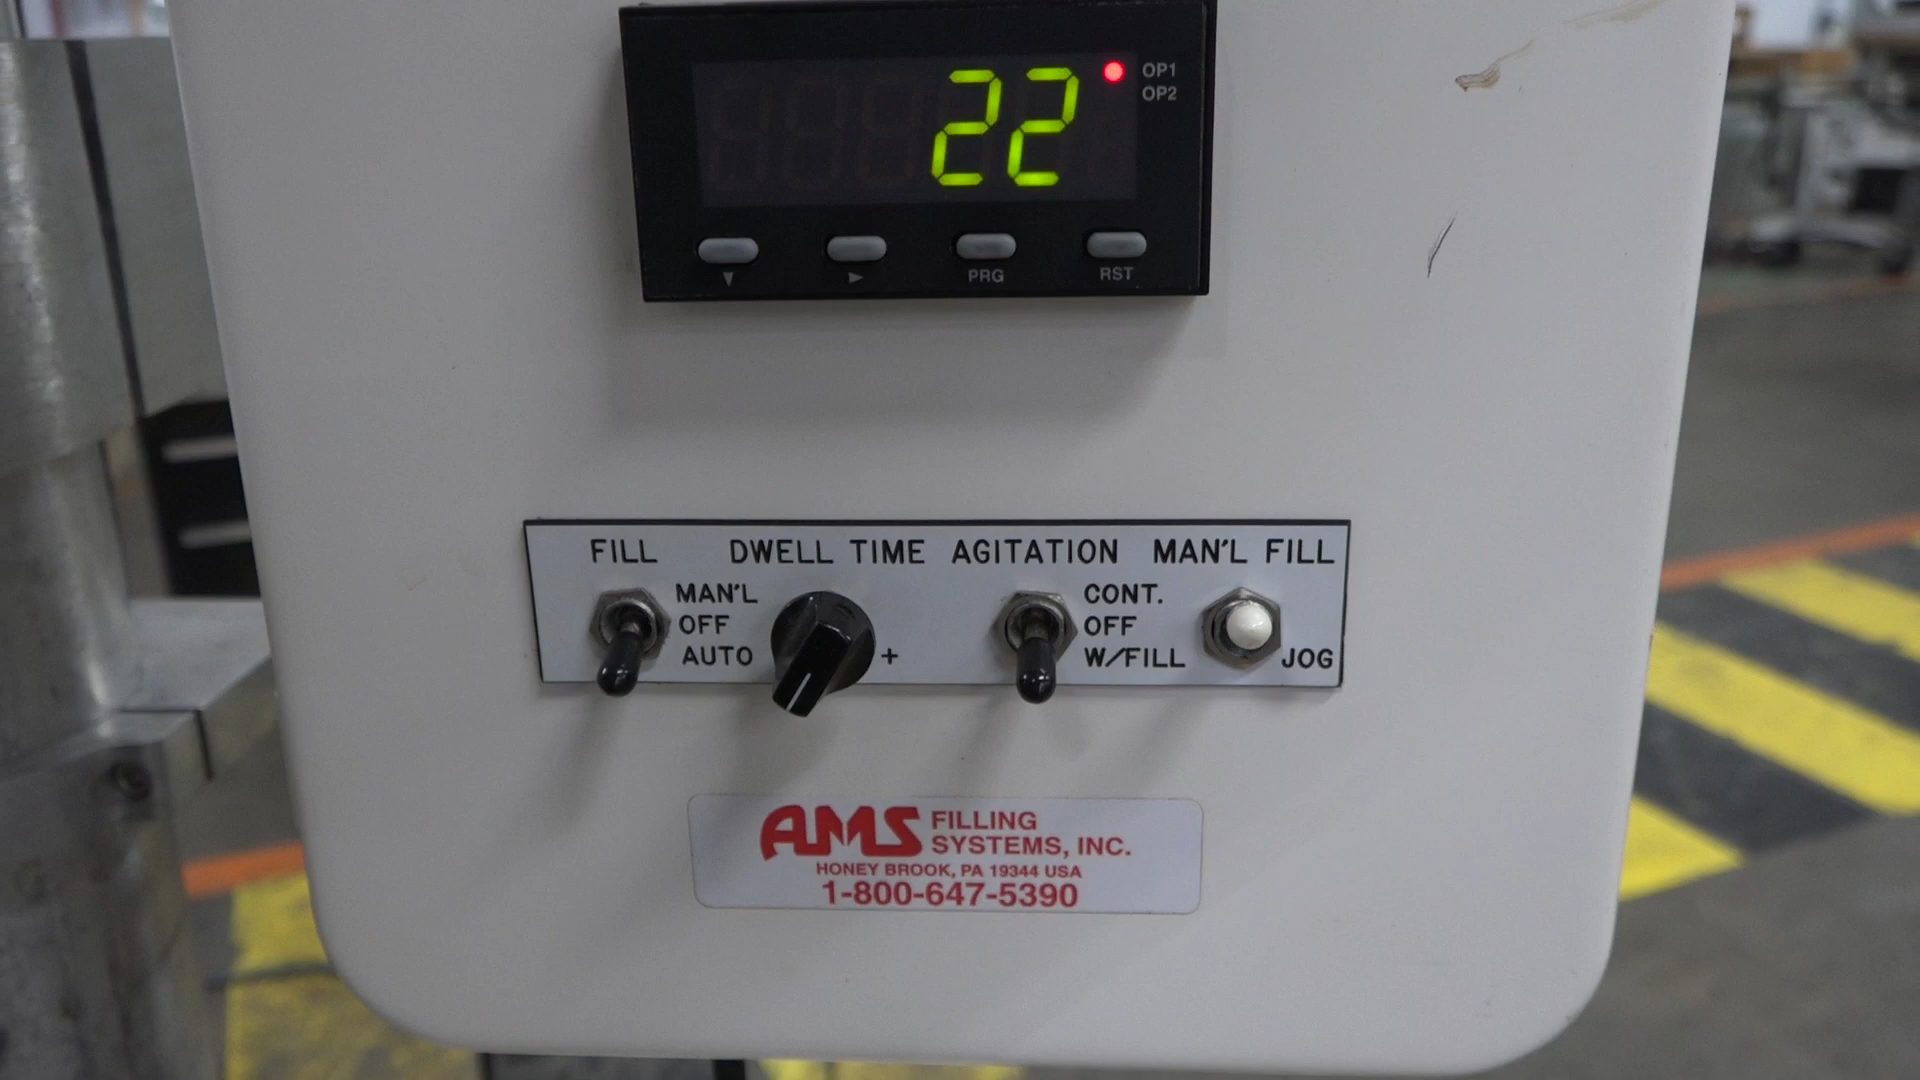 22
OP1
OP2
PRG RST
FILL DWELL TIME AGITATION MAN'L FILL
MAN'L
OFF
AUTO
+
CONT.
OFF
W/FILL
JOG
AMS FILLING
SYSTEMS, INC.
HONEY BROOK, PA 19344 USA
1-800-647-5390